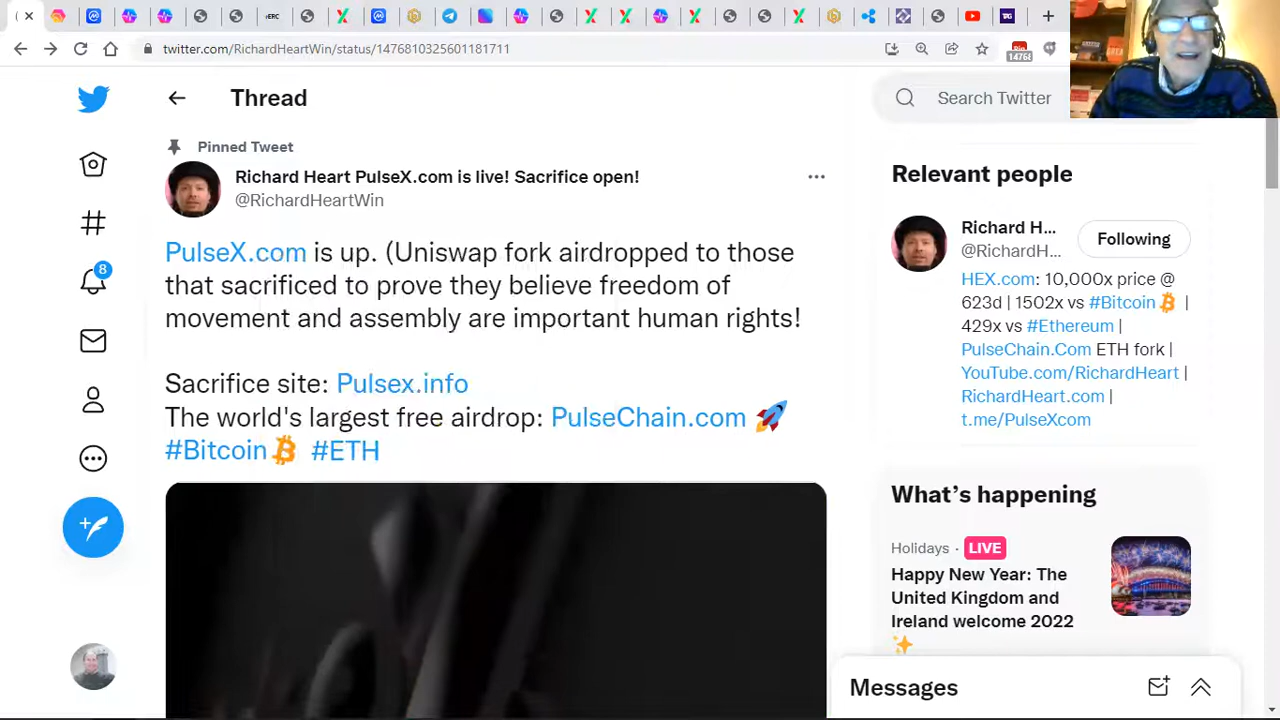 eERC
twitter.com/RichardHeartWin/status/1476810325601181711
Thread
Search Twitter
Pinned Tweet
Richard Heart PulseX.com is live! Sacrifice open!
@RichardHeartWin
PulseX.com is up. (Uniswap fork airdropped to those
that sacrificed to prove they believe freedom of
movement and assembly are important human rights!
Sacrifice site: Pulsex.info
The world's largest free airdrop: PulseChain.com 🚀
#Bitcoin #ETH
8
Relevant people
Richard H...
@RichardH...
Following
HEX.com: 10,000x price @
623d | 1502x vs #Bitcoin |
429x vs #Ethereum |
PulseChain.Com ETH fork |
YouTube.com/RichardHeart |
RichardHeart.com |
t.me/PulseXcom
What's happening
Holidays · LIVE
Happy New Year: The
United Kingdom and
Ireland welcome 2022
✨
Messages